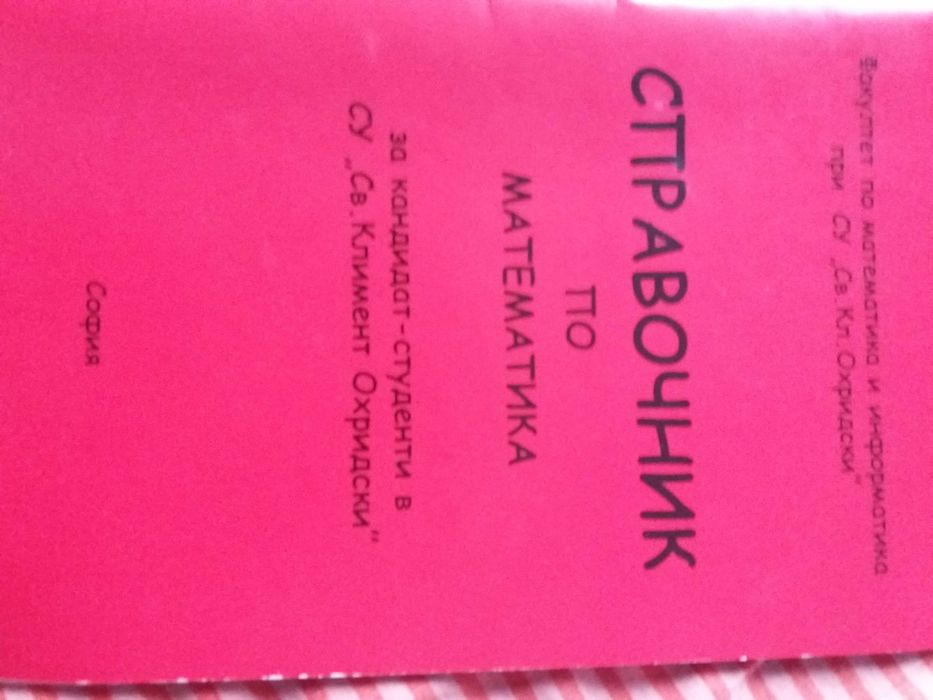 Факултет по математика и информатика
при СУ „Св. Кл. Охридски“
СПРАВОЧНИК
ПО
МАТЕМАТИКА
за кандидат-студенти в
СУ „Св. Климент Охридски“
София